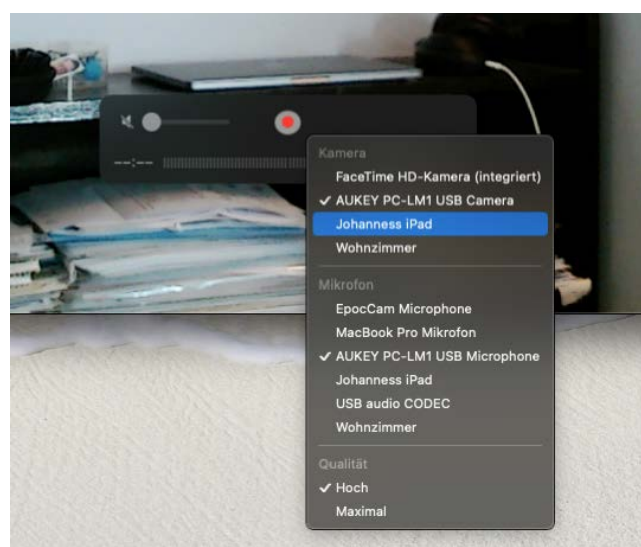 --:--
Kamera
FaceTime HD-Kamera (integriert)
✓ AUKEY PC-LM1 USB Camera
Johanness iPad
Wohnzimmer
Mikrofon
EpocCam Microphone
MacBook Pro Mikrofon
✓ AUKEY PC-LM1 USB Microphone
Johanness iPad
USB audio CODEC
Wohnzimmer
Qualität
✓ Hoch
Maximal